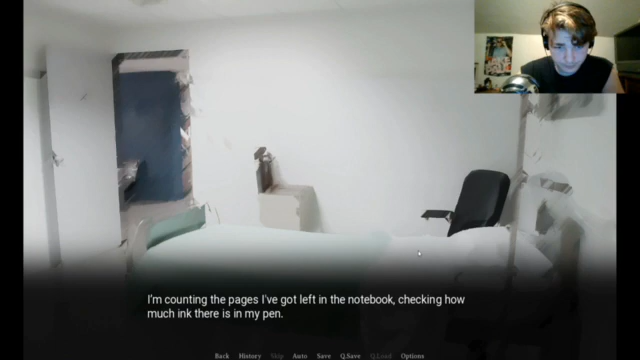 I'm counting the pages I've got left in the notebook, checking how
much ink there is in my pen.
Back History Skip Auto Save Q.Save Q.Load Options